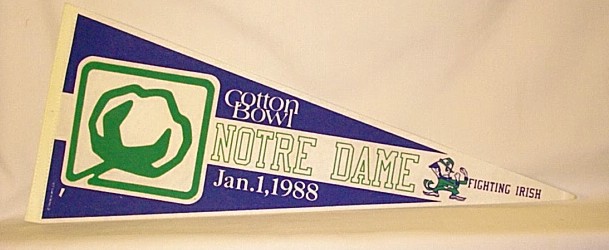 Cotton
Bowl
NOTRE DAME
Jan.1,1988
FIGHTING IRISH